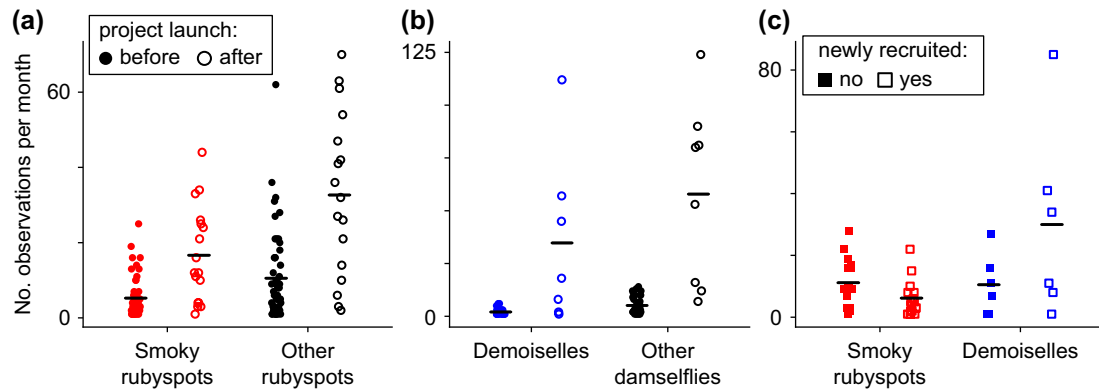 (a)
project launch:
before after
No. observations per month
60
0
Smoky
rubyspots
Other
rubyspots
(b)
125
0
Demoiselles
Other
damselflies
(c)
newly recruited:
no yes
80
0
Smoky
rubyspots
Demoiselles